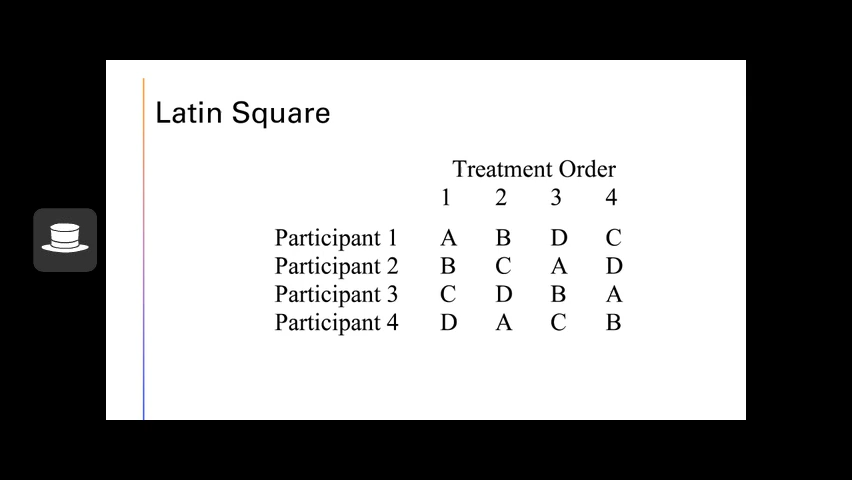 Latin Square
Treatment Order
1 2 3 4
Participant 1 A B D C
Participant 2 B C A D
Participant 3 C D B A
Participant 4 D A C B